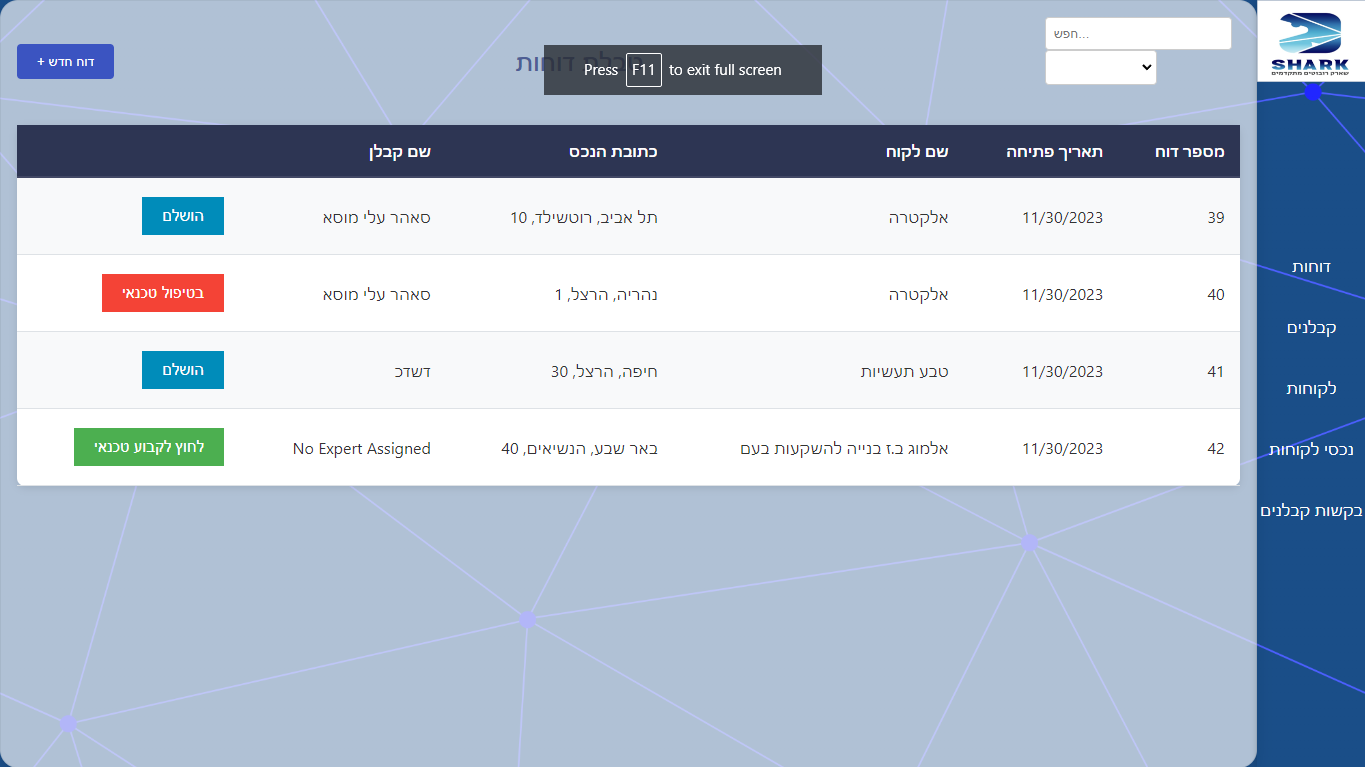 חפש...
+ דוח חדש
דוחות
Press F11 to exit full screen
SHARK
שארק רובוטים מתקדמים
מספר דוח תאריך פתיחה שם לקוח כתובת הנכס שם קבלן
39 11/30/2023 אלקטרה תל אביב, רוטשילד, 10 סאהר עלי מוסא הושלם
40 11/30/2023 אלקטרה נהריה, הרצל, 1 סאהר עלי מוסא בטיפול טכנאי
41 11/30/2023 טבע תעשיות חיפה, הרצל, 30 דשדכ הושלם
42 11/30/2023 אלמוג ב.ז בנייה להשקעות בעם באר שבע, הנשיאים, 40 No Expert Assigned לחוץ לקבוע טכנאי
דוחות
קבלנים
לקוחות
נכסי לקוחות
בקשות קבלנים